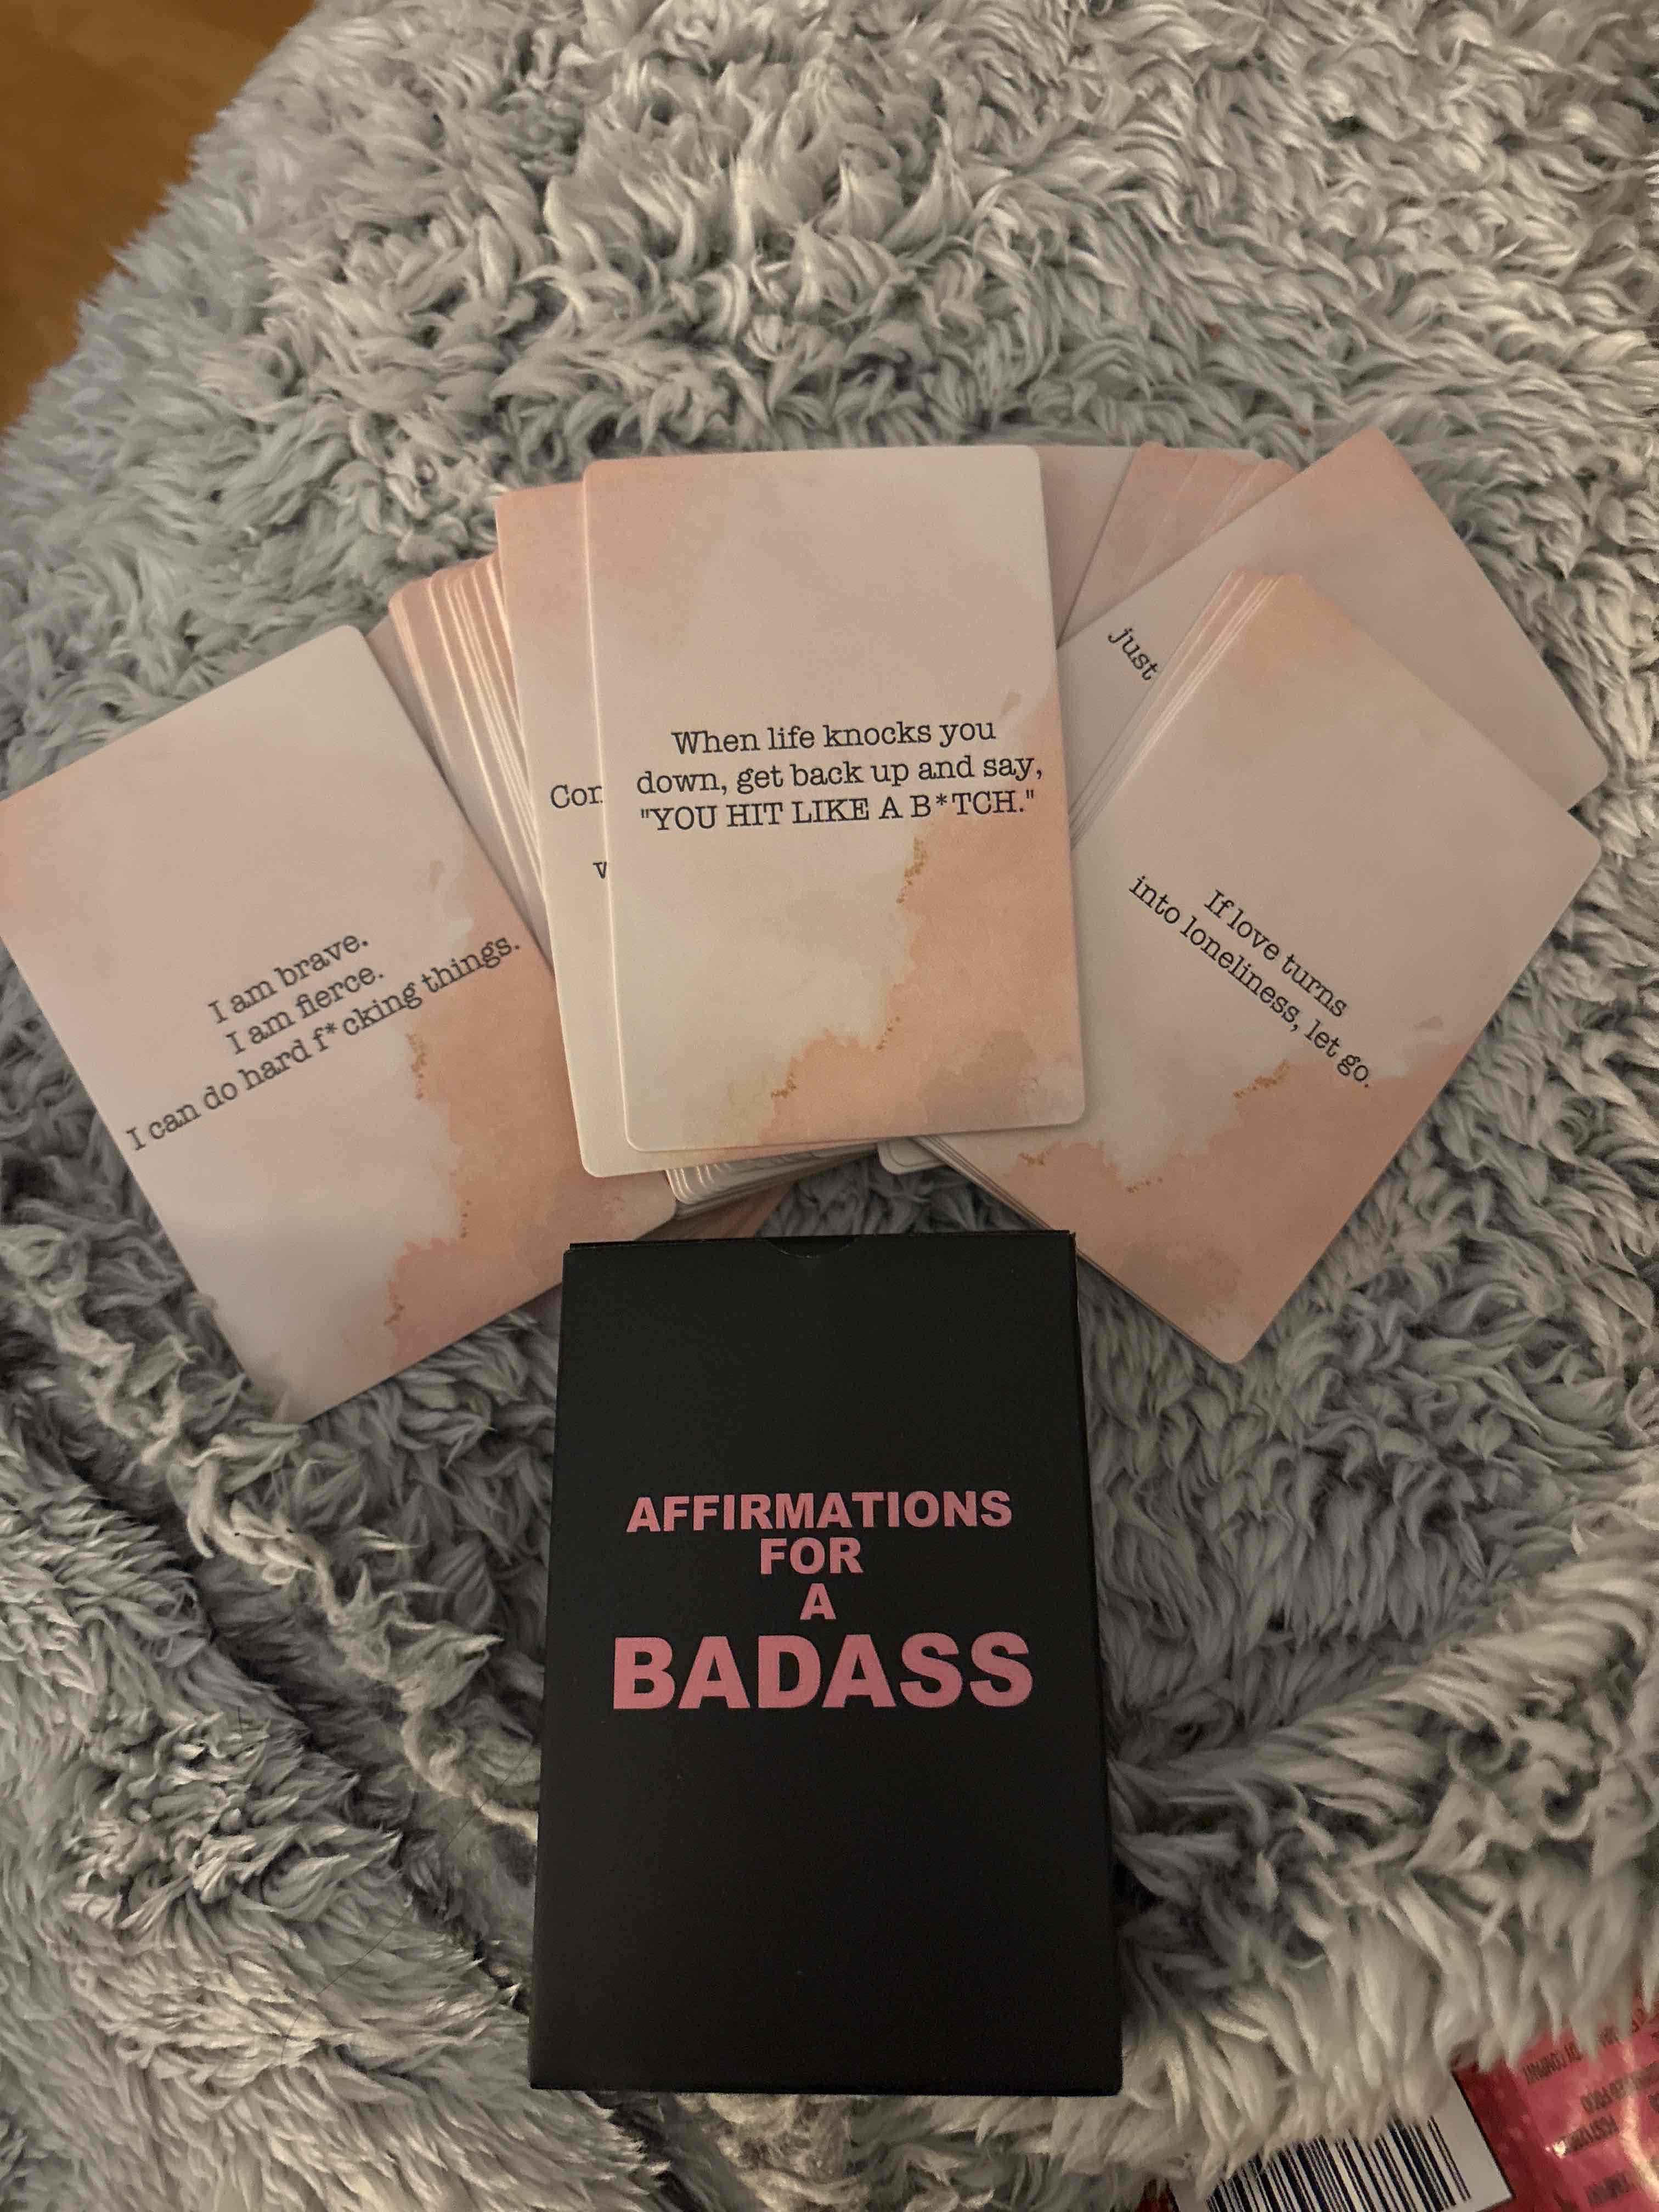 When life knocks you
down, get back up and say,
"YOU HIT LIKE A B*TCH."
I am brave.
I am fierce.
I can do hard f*cking things.
just
If love turns
into loneliness, let go.
AFFIRMATIONS
FOR
A
BADASS